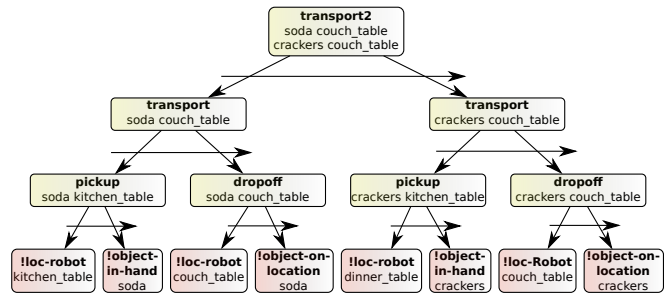 transport2
soda couch_table
crackers couch_table
transport
soda couch_table
transport
crackers couch_table
pickup
soda kitchen_table
dropoff
soda couch_table
pickup
crackers kitchen_table
dropoff
crackers couch_table
!loc-robot
kitchen_table
!object-
in-hand
soda
!loc-robot
couch_table
!object-on-
location
soda
!loc-robot
dinner_table
!object-
in-hand
crackers
!loc-Robot
couch_table
!object-on-
location
crackers